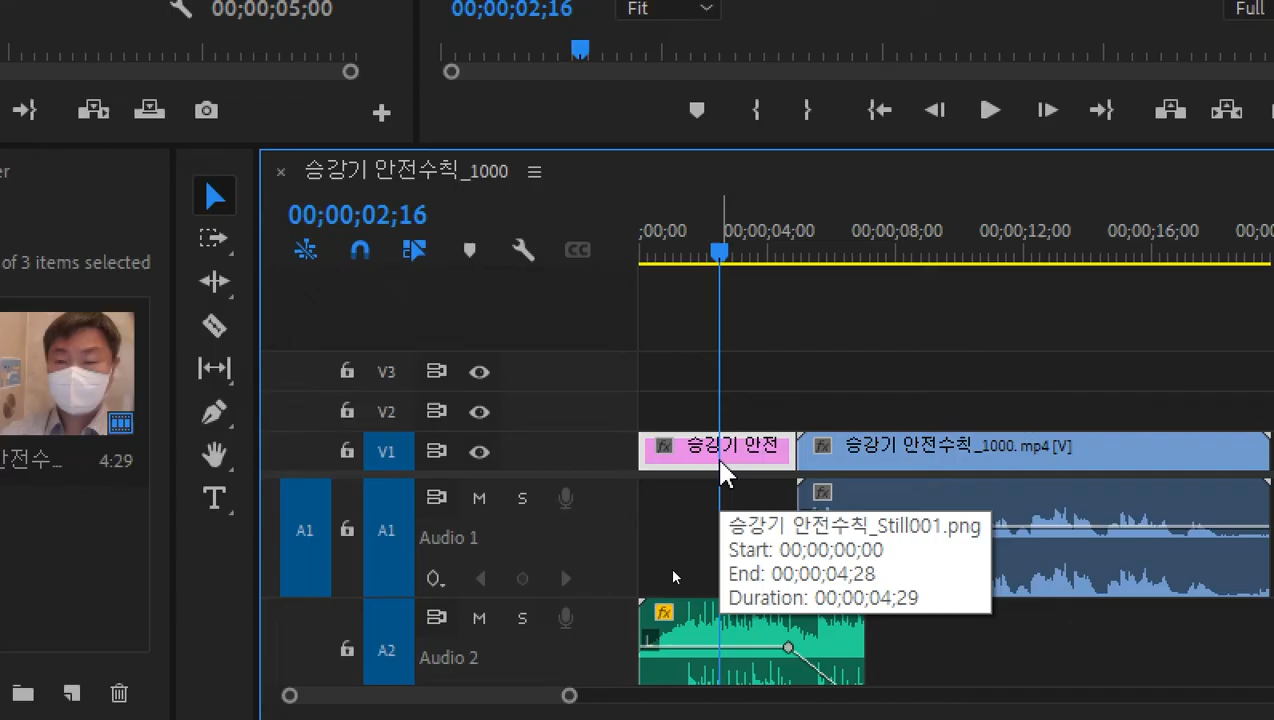 00;00;05;00
00;00;02;16
Fit
Full
er
승강기 안전수칙_1000
00;00;02;16
;00;00
00;00;04;00
00;00;08;00
00;00;12;00
00;00;16;00
00;0
CC
of 3 items selected
V3
V2
V1
fx 승강기 안전
fx 승강기 안전수칙_1000.mp4 [V]
안전수...
4:29
A1
A1
M
S
Audio 1
fx
승강기 안전수칙_Still001.png
Start: 00;00;00;00
End: 00;00;04;28
Duration: 00;00;04;29
A2
M
S
Audio 2
fx
L